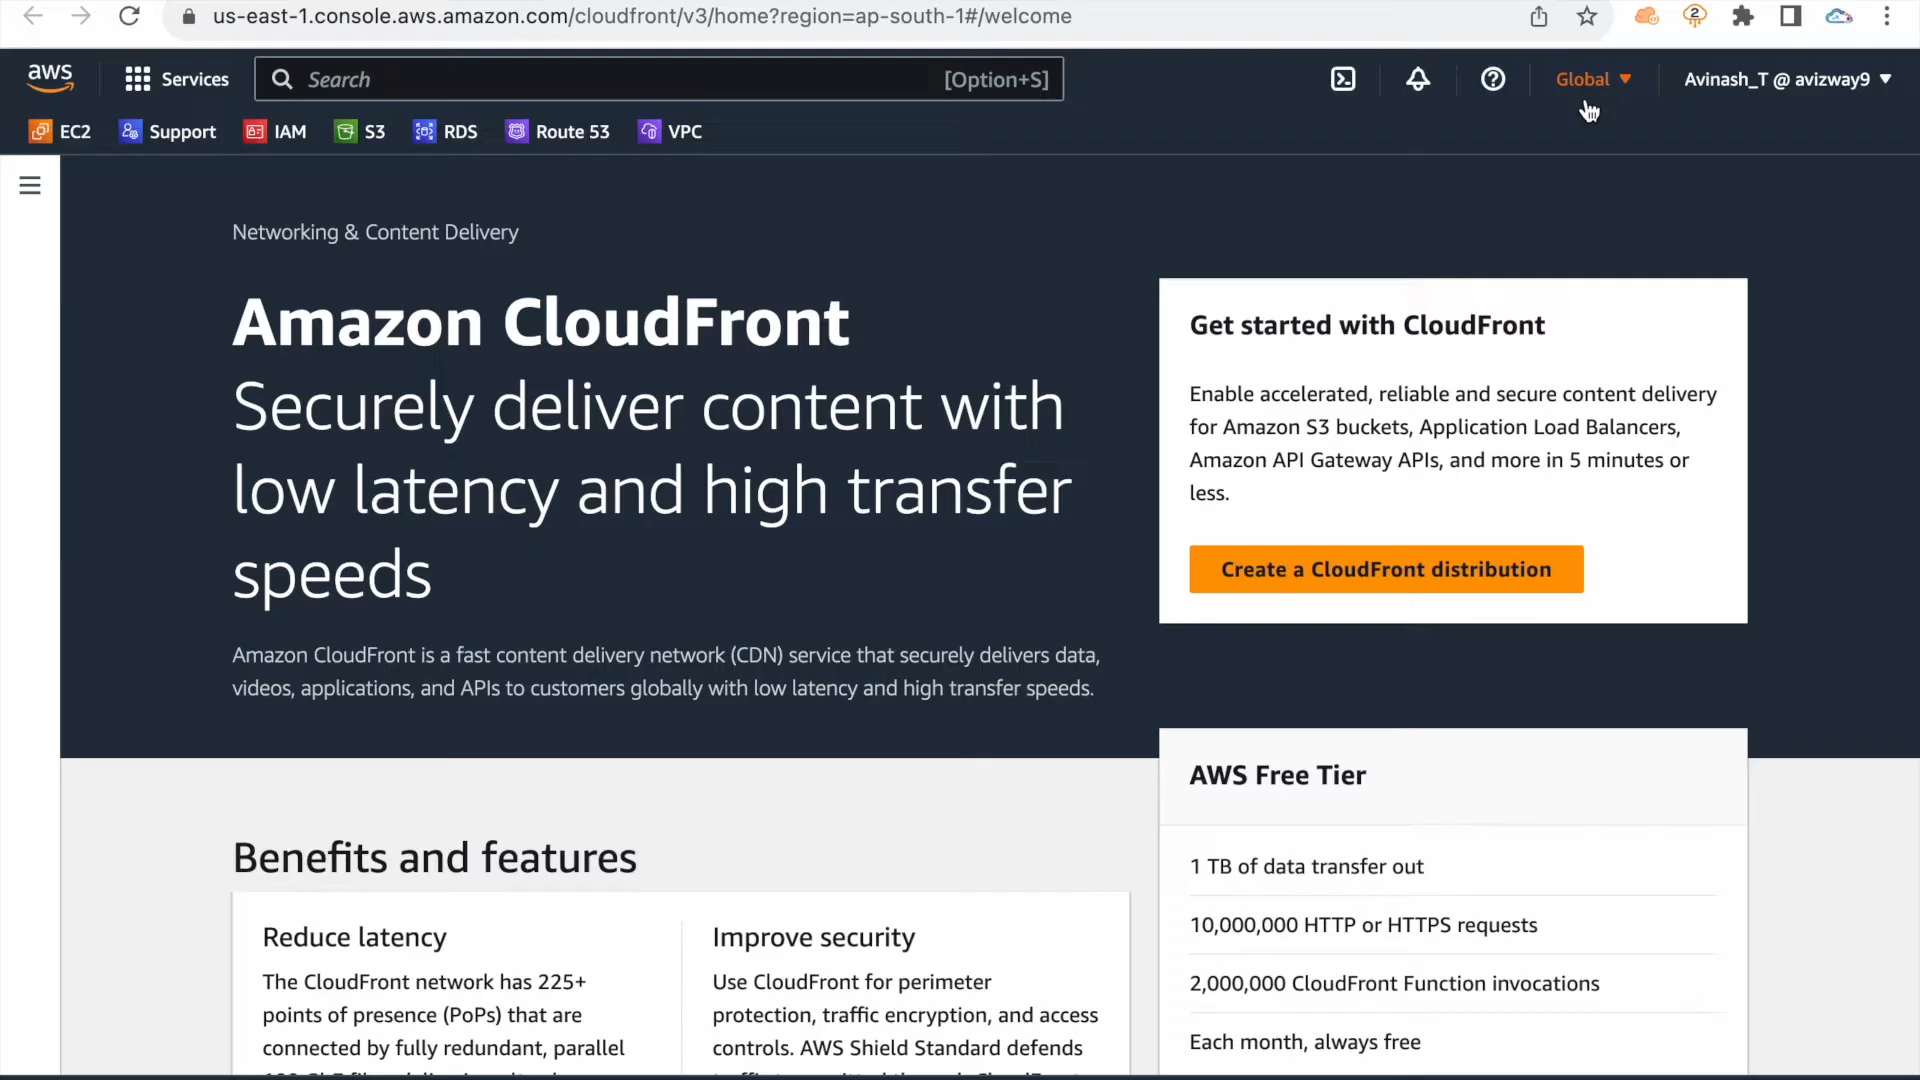 us-east-1.console.aws.amazon.com/cloudfront/v3/home?region=ap-south-1#/welcome
2
aws
Services
Search
[Option+S]
Global
Avinash_T @ avizway9
EC2
Support
IAM
S3
RDS
Route 53
VPC
Networking & Content Delivery
Amazon CloudFront
Securely deliver content with
low latency and high transfer
speeds
Amazon CloudFront is a fast content delivery network (CDN) service that securely delivers data,
videos, applications, and APIs to customers globally with low latency and high transfer speeds.
Get started with CloudFront
Enable accelerated, reliable and secure content delivery
for Amazon S3 buckets, Application Load Balancers,
Amazon API Gateway APIs, and more in 5 minutes or
less.
Create a CloudFront distribution
AWS Free Tier
1 TB of data transfer out
10,000,000 HTTP or HTTPS requests
2,000,000 CloudFront Function invocations
Each month, always free
Benefits and features
Reduce latency
The CloudFront network has 225+
points of presence (PoPs) that are
connected by fully redundant, parallel
Improve security
Use CloudFront for perimeter
protection, traffic encryption, and access
controls. AWS Shield Standard defends